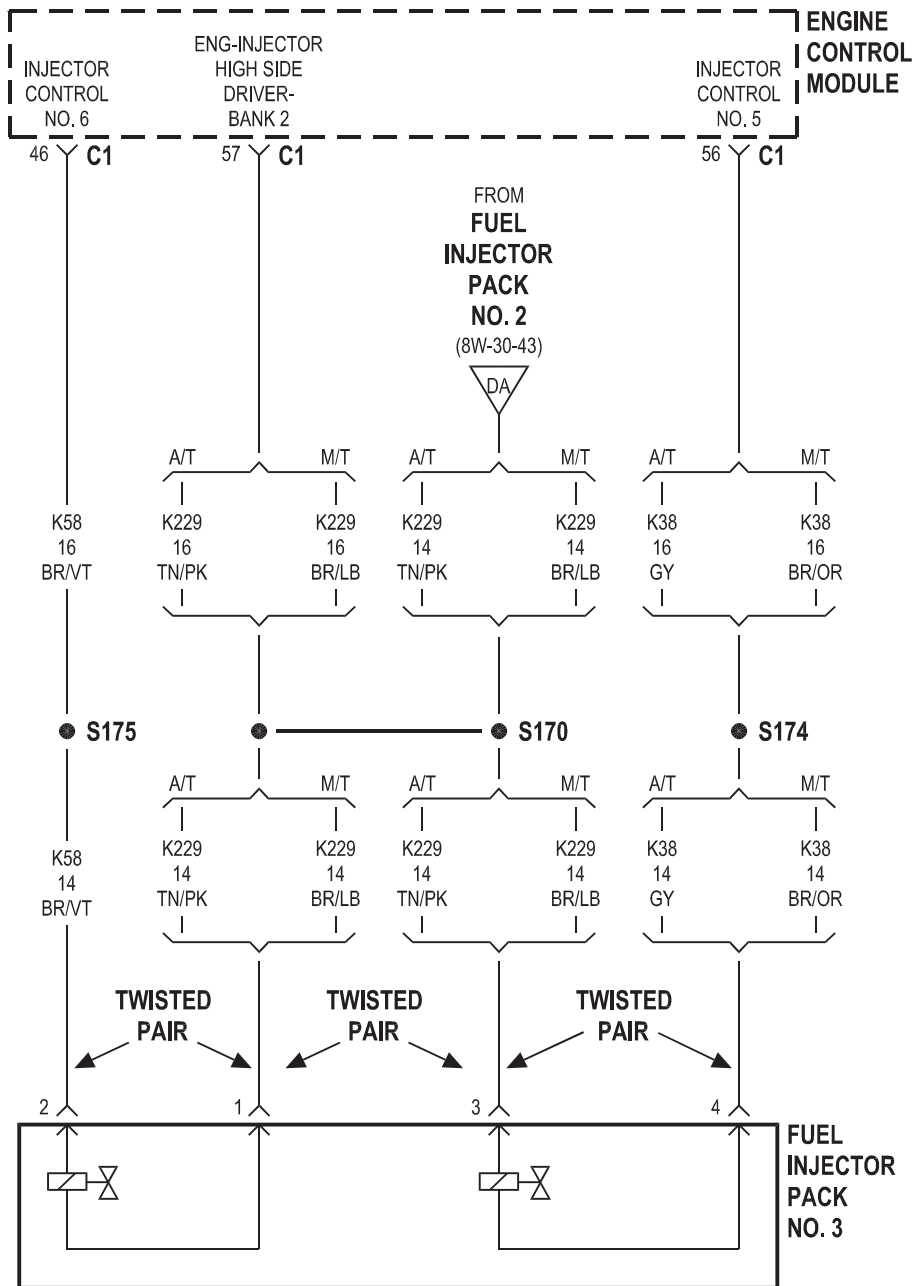 ENGINE
CONTROL
MODULE
INJECTOR
CONTROL
NO. 6
ENG-INJECTOR
HIGH SIDE
DRIVER-
BANK 2
INJECTOR
CONTROL
NO. 5
46 C1
57 C1
56 C1
FROM
FUEL
INJECTOR
PACK
NO. 2
(8W-30-43)
DA
A/T M/T A/T M/T A/T M/T
K58
16
BR/VT
K229
16
TN/PK
K229
16
BR/LB
K229
14
TN/PK
K229
14
BR/LB
K38
16
GY
K38
16
BR/OR
S175
S170
S174
A/T M/T A/T M/T A/T M/T
K58
14
BR/VT
K229
14
TN/PK
K229
14
BR/LB
K229
14
TN/PK
K229
14
BR/LB
K38
14
GY
K38
14
BR/OR
TWISTED
PAIR
TWISTED
PAIR
TWISTED
PAIR
2 1 3 4
FUEL
INJECTOR
PACK
NO. 3